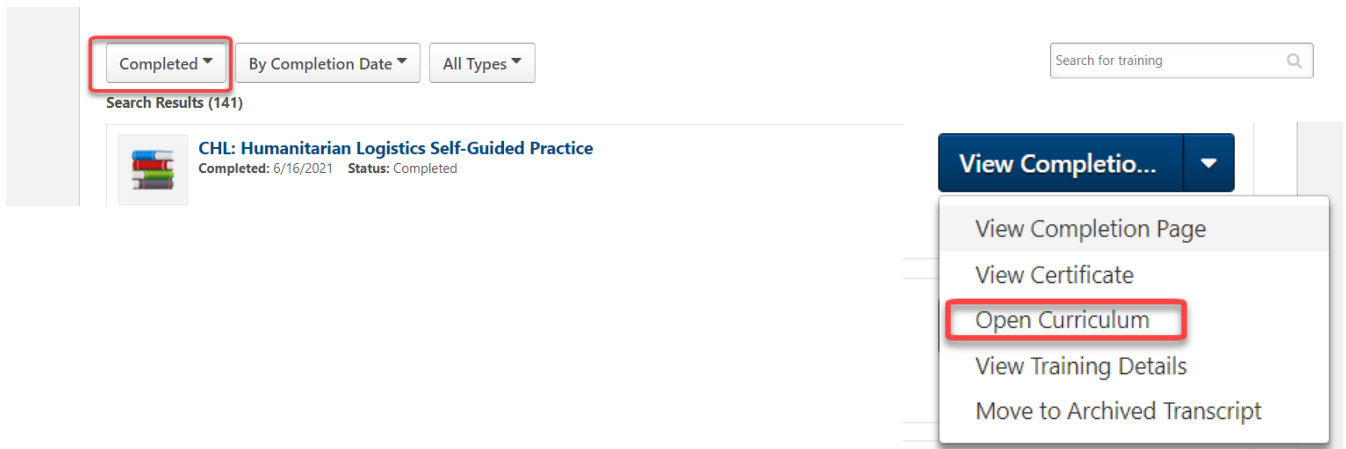 Completed By Completion Date All Types Search for training
Search Results (141)
CHL: Humanitarian Logistics Self-Guided Practice
Completed: 6/16/2021 Status: Completed
View Completio...
View Completion Page
View Certificate
Open Curriculum
View Training Details
Move to Archived Transcript